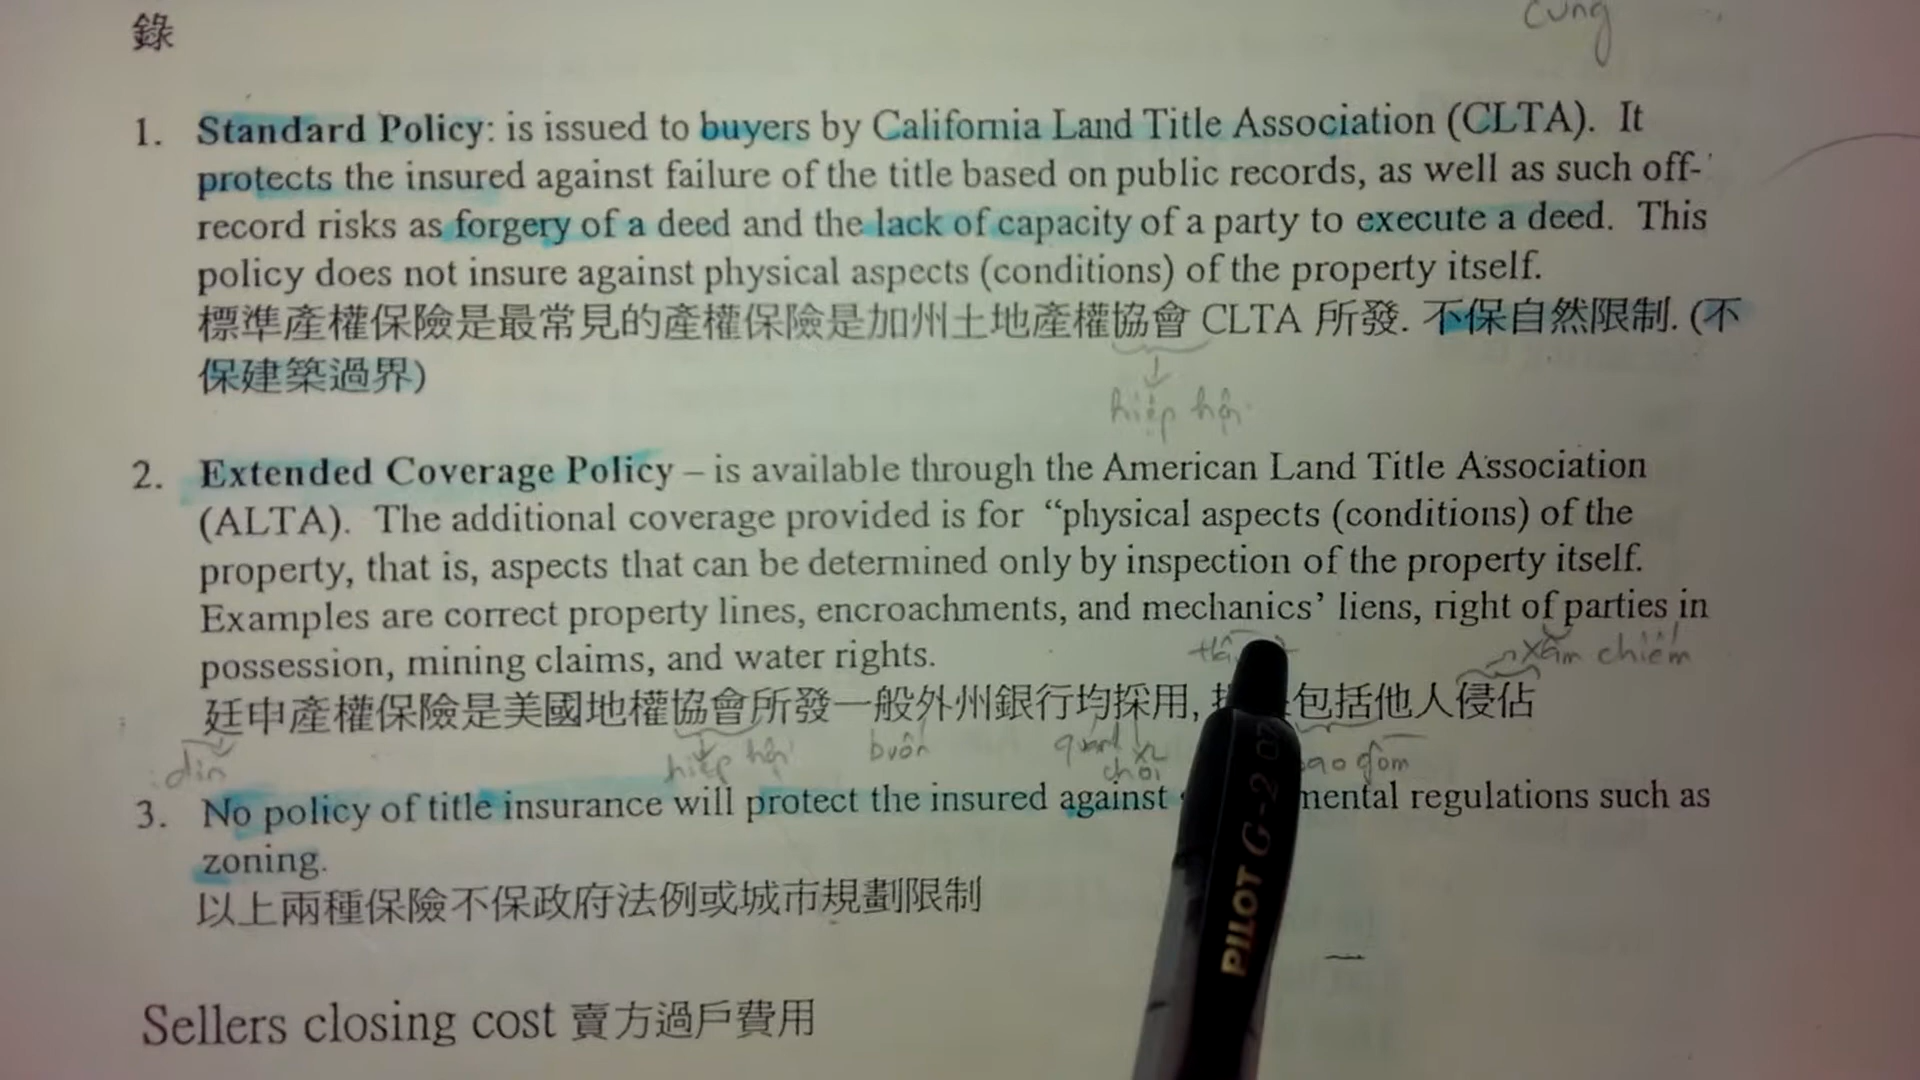 錄
cung
1. Standard Policy: is issued to buyers by California Land Title Association (CLTA). It
protects the insured against failure of the title based on public records, as well as such off-
record risks as forgery of a deed and the lack of capacity of a party to execute a deed. This
policy does not insure against physical aspects (conditions) of the property itself.
標準產權保險是最常見的產權保險是加州土地產權協會 CLTA 所發. 不保自然限制. (不
保建築過界)
hiệp hội
2. Extended Coverage Policy – is available through the American Land Title Association
(ALTA). The additional coverage provided is for “physical aspects (conditions) of the
property, that is, aspects that can be determined only by inspection of the property itself.
Examples are correct property lines, encroachments, and mechanics’ liens, right of parties in
possession, mining claims, and water rights.
xâm chiếm
廷申產權保險是美國地權協會所發一般外州銀行均採用, 包括他人侵佔
hiệp hội buôn
3. No policy of title insurance will protect the insured against mental regulations such as
zoning.
以上兩種保險不保政府法例或城市規劃限制
Sellers closing cost 賣方過戶費用
PILOT G-2 07